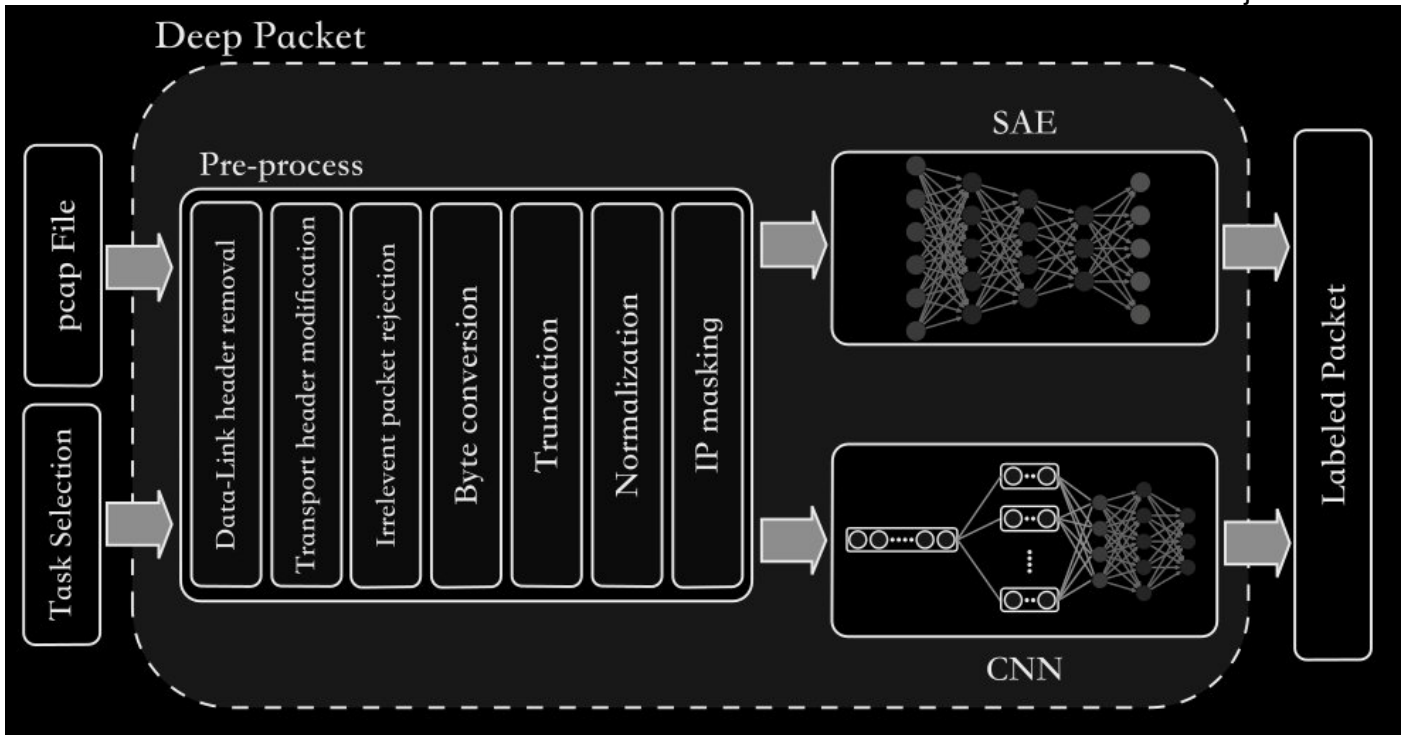 Deep Packet
pcap File
Task Selection
Pre-process
Data-Link header removal
Transport header modification
Irrelevent packet rejection
Byte conversion
Truncation
Normalization
IP masking
SAE
CNN
Labeled Packet